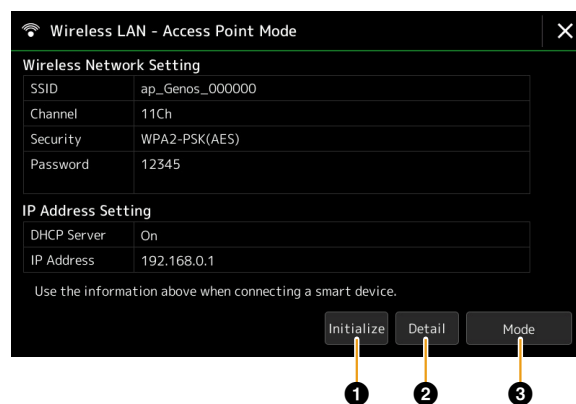 Wireless LAN - Access Point Mode
Wireless Network Setting
SSID ap_Genos_000000
Channel 11Ch
Security WPA2-PSK(AES)
Password 12345
IP Address Setting
DHCP Server On
IP Address 192.168.0.1
Use the information above when connecting a smart device.
Initialize Detail Mode
1 2 3